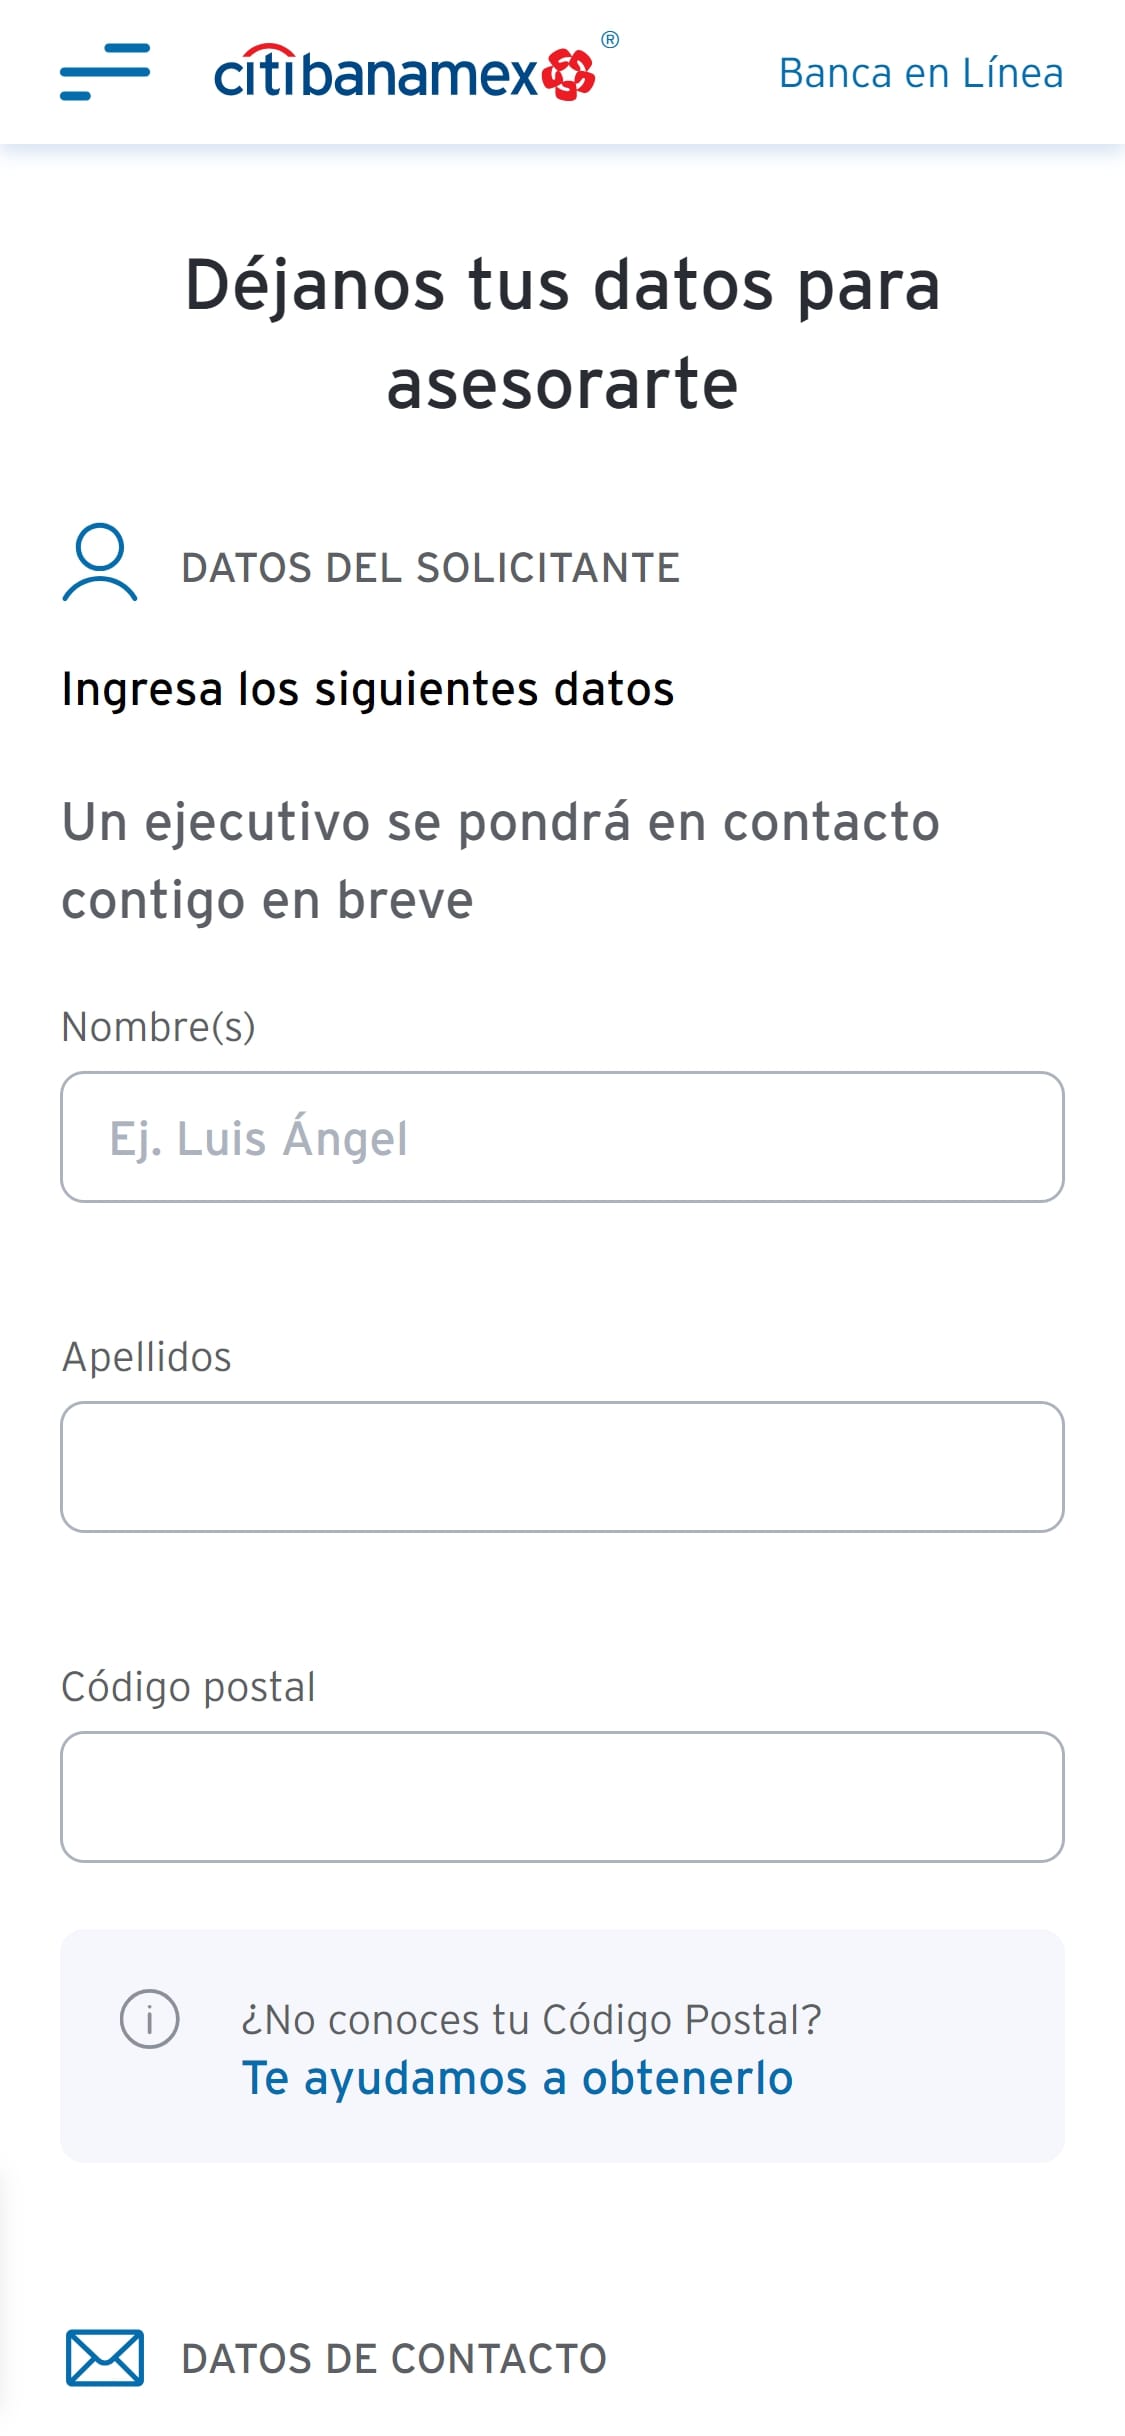 citibanamex®
Banca en Línea
Déjanos tus datos para
asesorarte
DATOS DEL SOLICITANTE
Ingresa los siguientes datos
Un ejecutivo se pondrá en contacto
contigo en breve
Nombre(s)
Ej. Luis Ángel
Apellidos
Código postal
¿No conoces tu Código Postal?
Te ayudamos a obtenerlo
DATOS DE CONTACTO